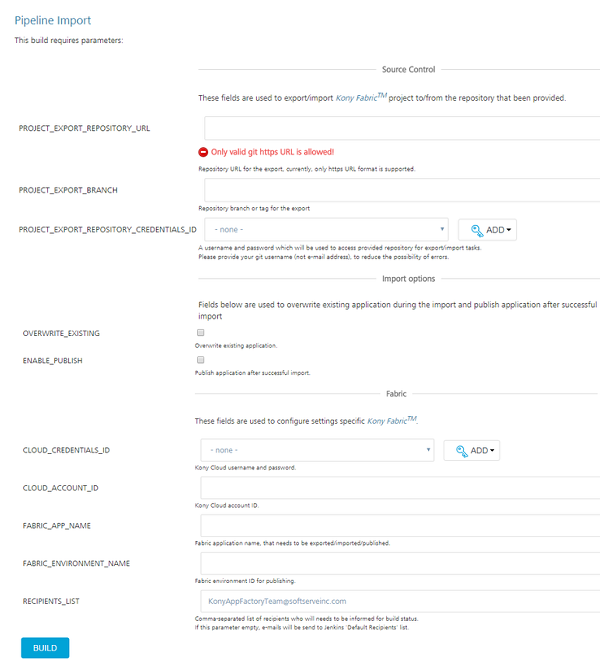 Pipeline Import
This build requires parameters:
Source Control
These fields are used to export/import Kony Fabric™ project to/from the repository that been provided.
PROJECT_EXPORT_REPOSITORY_URL
Only valid git https URL is allowed!
Repository URL for the export, currently, only https URL format is supported.
PROJECT_EXPORT_BRANCH
Repository branch or tag for the export
PROJECT_EXPORT_REPOSITORY_CREDENTIALS_ID
- none -
ADD
A username and password which will be used to access provided repository for export/import tasks.
Please provide your git username (not e-mail address), to reduce the possibility of errors.
Import options
Fields below are used to overwrite existing application during the import and publish application after successful
import
OVERWRITE_EXISTING
Overwrite existing application.
ENABLE_PUBLISH
Publish application after successful import.
Fabric
These fields are used to configure settings specific Kony Fabric™.
CLOUD_CREDENTIALS_ID
- none -
ADD
Kony Cloud username and password.
CLOUD_ACCOUNT_ID
Kony Cloud account ID.
FABRIC_APP_NAME
Fabric application name, that needs to be exported/imported/published.
FABRIC_ENVIRONMENT_NAME
Fabric environment ID for publishing.
RECIPIENTS_LIST
KonyAppFactoryTeam@softserveinc.com
Comma-separated list of recipients who will needs to be informed for build status.
If this parameter empty, e-mails will be send to Jenkins 'Default Recipients' list.
BUILD